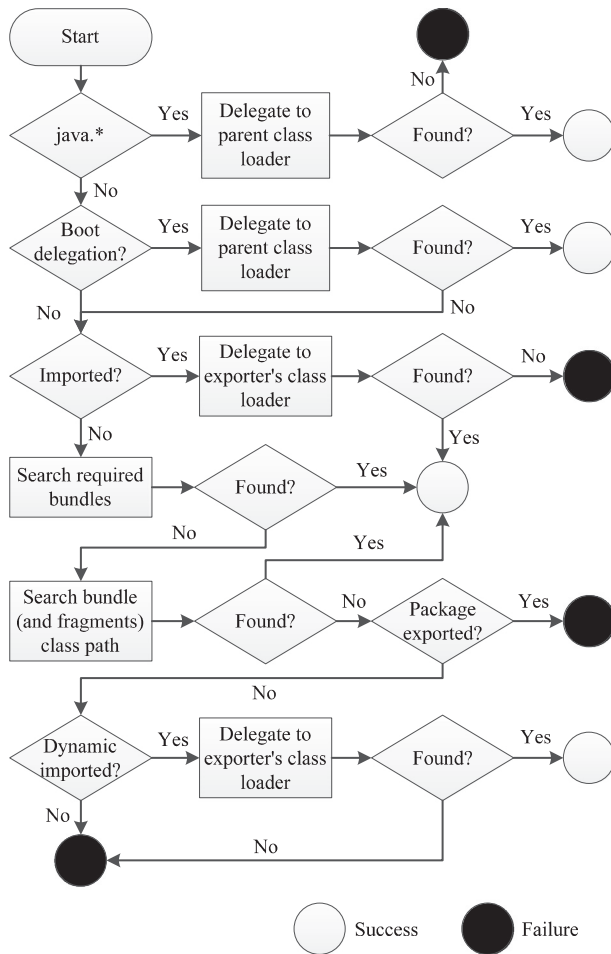 Start
No
java.*
Yes
Delegate to
parent class
loader
Found?
Yes
No
Boot
delegation?
Yes
Delegate to
parent class
loader
Found?
Yes
No
No
Imported?
Yes
Delegate to
exporter's class
loader
Found?
No
No
Yes
Search required
bundles
Found?
Yes
No
Yes
Search bundle
(and fragments)
class path
Found?
No
Package
exported?
Yes
No
Dynamic
imported?
Yes
Delegate to
exporter's class
loader
Found?
Yes
No
No
Success
Failure